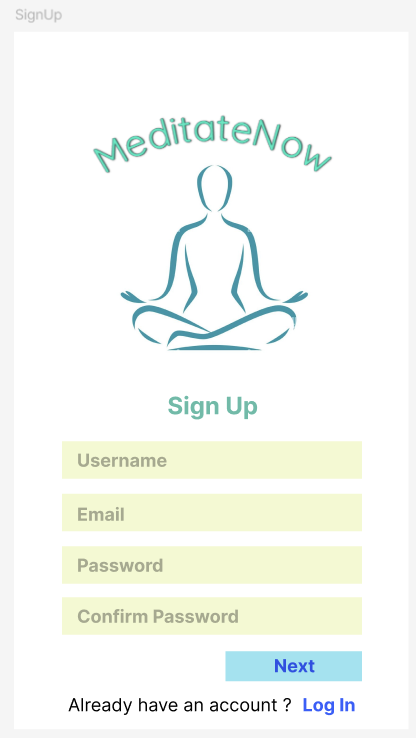 SignUp
MeditateNow
Sign Up
Username
Email
Password
Confirm Password
Next
Already have an account ? Log In